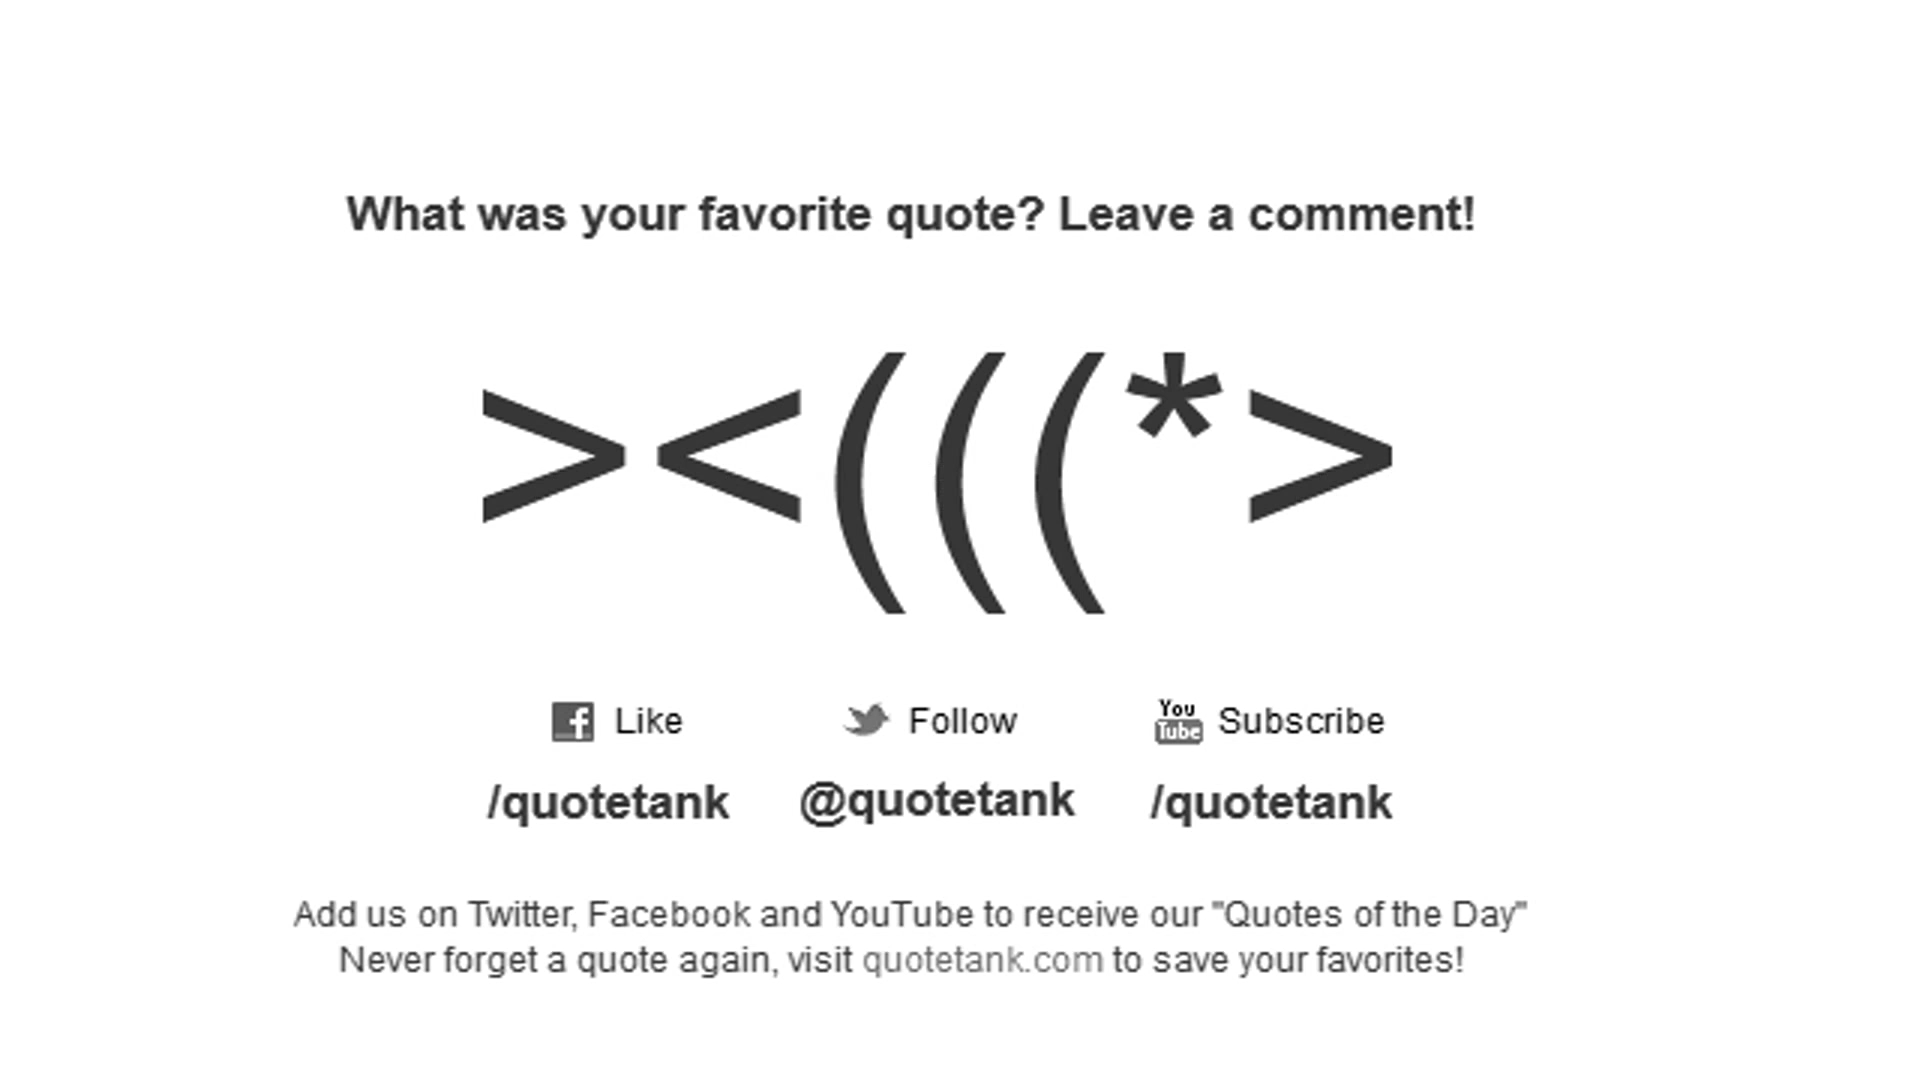 What was your favorite quote? Leave a comment!
><(((*>
f Like Follow You Tube Subscribe
/quotetank @quotetank /quotetank
Add us on Twitter, Facebook and YouTube to receive our "Quotes of the Day"
Never forget a quote again, visit quotetank.com to save your favorites!